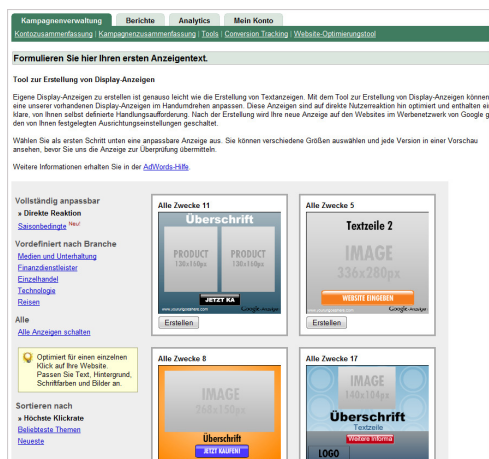 Kampagnenverwaltung Berichte Analytics Mein Konto
Kontozusammenfassung | Kampagnenzusammenfassung | Tools | Conversion Tracking | Website-Optimierungstool
Formulieren Sie hier Ihren ersten Anzeigentext.
Tool zur Erstellung von Display-Anzeigen
Eigene Display-Anzeigen zu erstellen ist genauso leicht wie die Erstellung von Textanzeigen. Mit dem Tool zur Erstellung von Display-Anzeigen können
eine unserer vorhandenen Display-Anzeigen im Handumdrehen anpassen. Diese Anzeigen sind auf direkte Nutzerreaktion hin optimiert und enthalten ei
klare, von Ihnen selbst definierte Handlungsaufforderung. Nach der Erstellung wird Ihre neue Anzeige auf den Websites im Werbenetzwerk von Google g
den von Ihnen festgelegten Ausrichtungseinstellungen geschaltet.
Wählen Sie als ersten Schritt unten eine anpassbare Anzeige aus. Sie können verschiedene Größen auswählen und jede Version in einer Vorschau
ansehen, bevor Sie uns die Anzeige zur Überprüfung übermitteln.
Weitere Informationen erhalten Sie in der AdWords-Hilfe
Vollständig anpassbar
» Direkte Reaktion
Saisonbedingte Neu!
Vordefiniert nach Branche
Medien und Unterhaltung
Finanzdienstleister
Einzelhandel
Technologie
Reisen
Alle
Alle Anzeigen schalten
Optimiert für einen einzelnen
Klick auf Ihre Website.
Passen Sie Text, Hintergrund,
Schriftfarben und Bilder an.
Sortieren nach
» Höchste Klickrate
Beliebteste Themen
Neueste
Alle Zwecke 11
Überschrift
PRODUCT PRODUCT
130x160px 130x160px
JETZT KA
Google-Anzeige
Erstellen
Alle Zwecke 5
Textzeile 2
IMAGE
336x280px
WEBSITE EINGEBEN
Google-Anzeige
Erstellen
Alle Zwecke 8
IMAGE
260x150px
Überschrift
JETZT KAUFEN!
Alle Zwecke 17
IMAGE
140x104px
Überschrift
Textzeile
Weitere Informa
LOGO